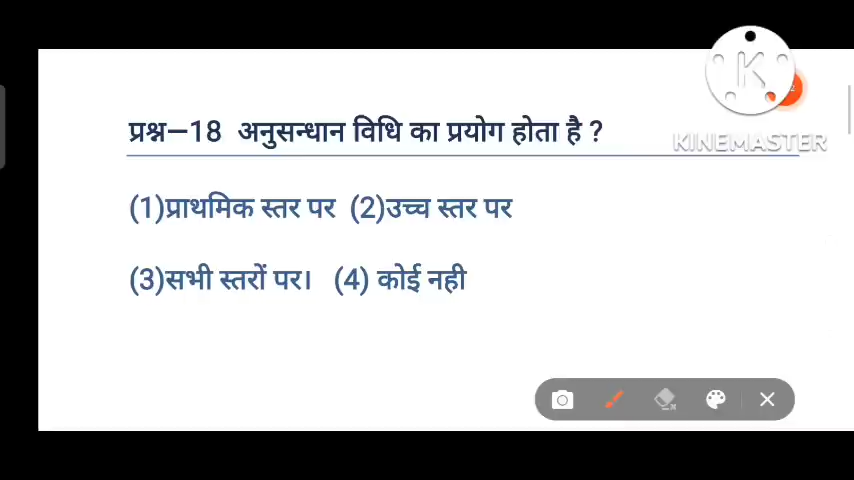 प्रश्न–18 अनुसन्धान विधि का प्रयोग होता है ?
(1)प्राथमिक स्तर पर (2)उच्च स्तर पर
(3)सभी स्तरों पर। (4) कोई नही
KINEMASTER